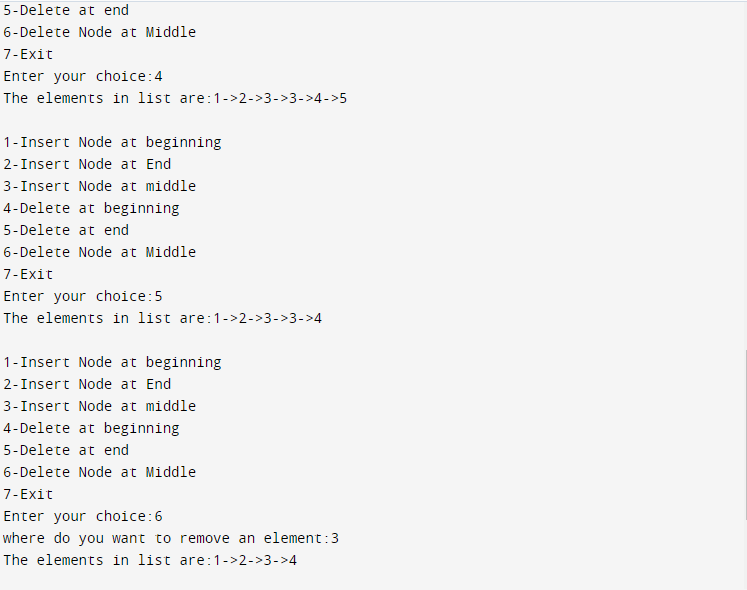 5-Delete at end
6-Delete Node at Middle
7-Exit
Enter your choice:4
The elements in list are:1->2->3->3->4->5
1-Insert Node at beginning
2-Insert Node at End
3-Insert Node at middle
4-Delete at beginning
5-Delete at end
6-Delete Node at Middle
7-Exit
Enter your choice:5
The elements in list are:1->2->3->3->4
1-Insert Node at beginning
2-Insert Node at End
3-Insert Node at middle
4-Delete at beginning
5-Delete at end
6-Delete Node at Middle
7-Exit
Enter your choice:6
where do you want to remove an element:3
The elements in list are:1->2->3->4